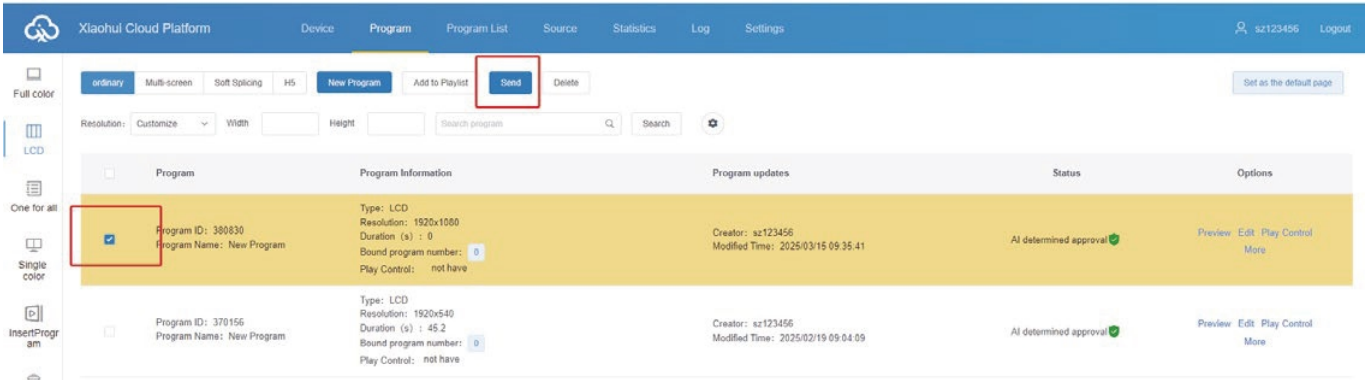 Xiaohui Cloud Platform Device Program Program List Source Statistics Log Settings sz123456 Logout
Full color
LCD
One for all
Single
color
InsertProgr
am
ordinary Multi-screen Soft Splicing H5 New Program Add to Playlist Send Delete Set as the default page
Resolution: Customize Width Height Search program Search
Program Program Information Program updates Status Options
Program ID: 380830
Program Name: New Program
Type: LCD
Resolution: 1920x1080
Duration (s) : 0
Bound program number: 0
Play Control: not have
Creator: sz123456
Modified Time: 2025/03/15 09:35:41
AI determined approval
Preview Edit Play Control
More
Program ID: 370156
Program Name: New Program
Type: LCD
Resolution: 1920x540
Duration (s) : 45.2
Bound program number: 0
Play Control: not have
Creator: sz123456
Modified Time: 2025/02/19 09:04:09
AI determined approval
Preview Edit Play Control
More